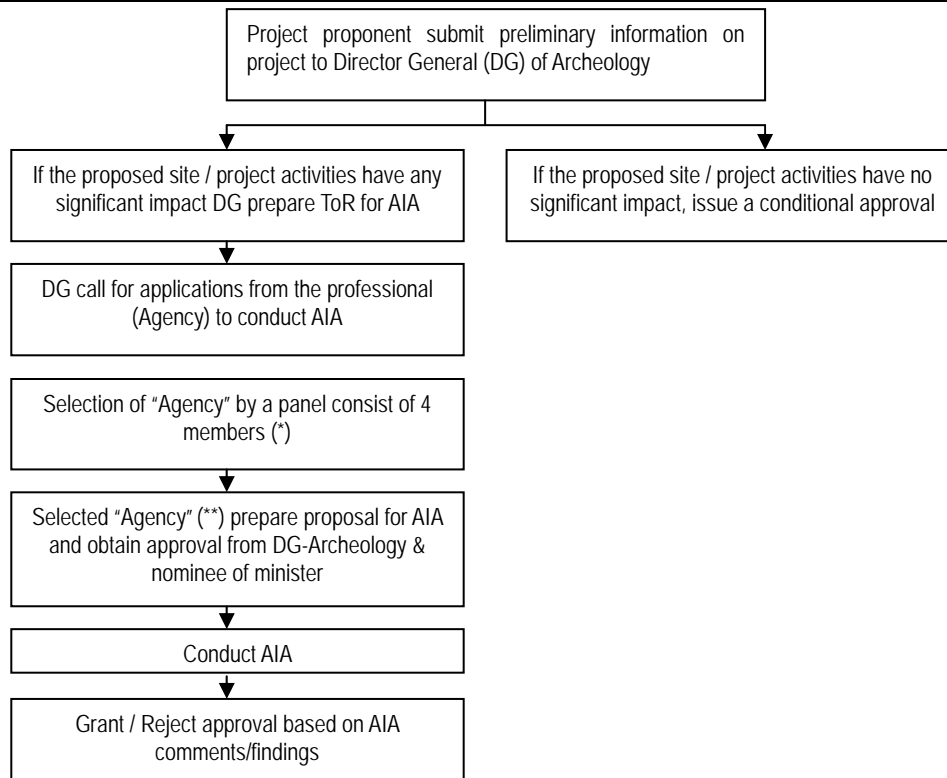 Project proponent submit preliminary information on
project to Director General (DG) of Archeology
If the proposed site / project activities have any
significant impact DG prepare ToR for AIA
If the proposed site / project activities have no
significant impact, issue a conditional approval
DG call for applications from the professional
(Agency) to conduct AIA
Selection of “Agency” by a panel consist of 4
members (*)
Selected “Agency” (**) prepare proposal for AIA
and obtain approval from DG-Archeology &
nominee of minister
Conduct AIA
Grant / Reject approval based on AIA
comments/findings